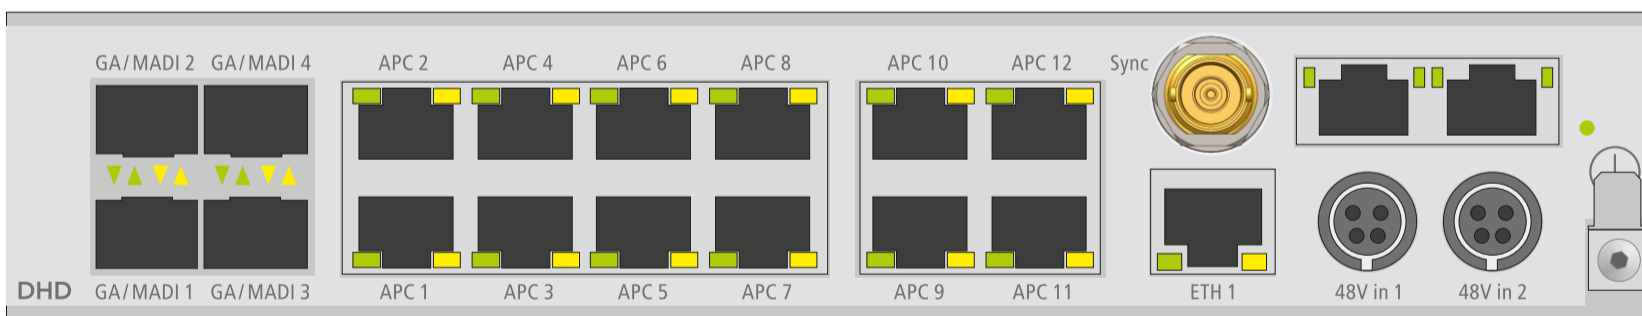 GA/MADI 2 GA/MADI 4 APC 2 APC 4 APC 6 APC 8 APC 10 APC 12 Sync
DHD GA/MADI 1 GA/MADI 3 APC 1 APC 3 APC 5 APC 7 APC 9 APC 11 ETH 1 48V in 1 48V in 2